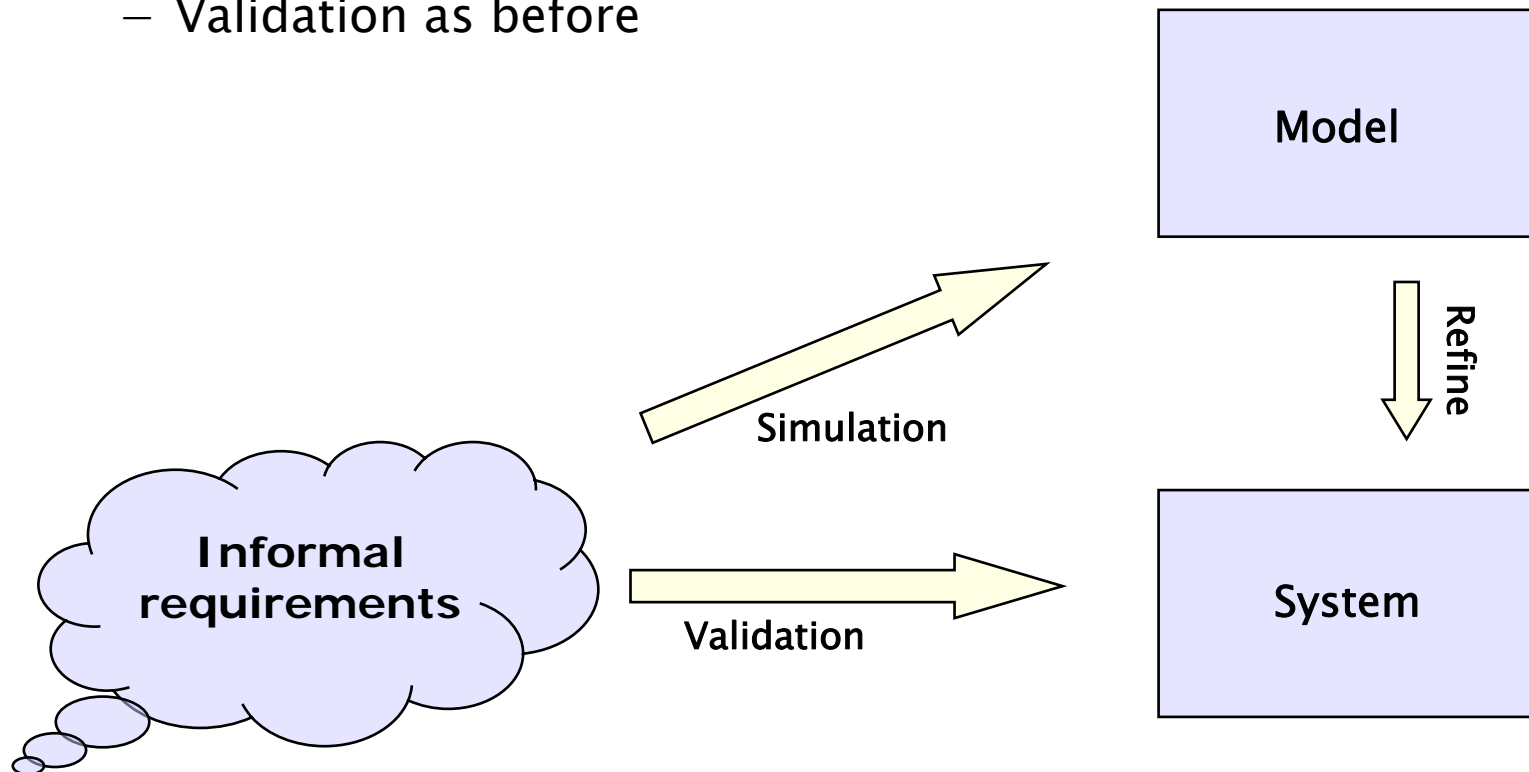 – Validation as before
Model
Refine
Simulation
Informal
requirements
Validation
System